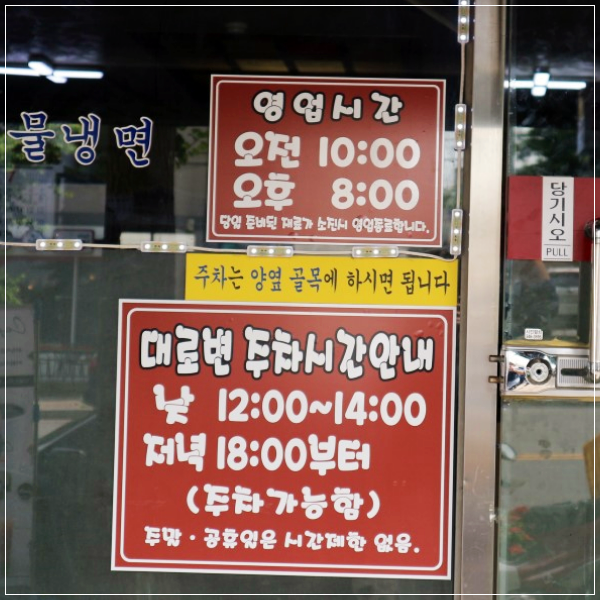 물냉면
영업시간
오전 10:00
오후 8:00
당일 준비된 재료가 소진시 영업종료합니다.
당기시오
PULL
주차는 양옆 골목에 하시면 됩니다
대로변 주차시간안내
낮 12:00~14:00
저녁 18:00부터
(주차가능함)
주말·공휴일은 시간제한 없음.